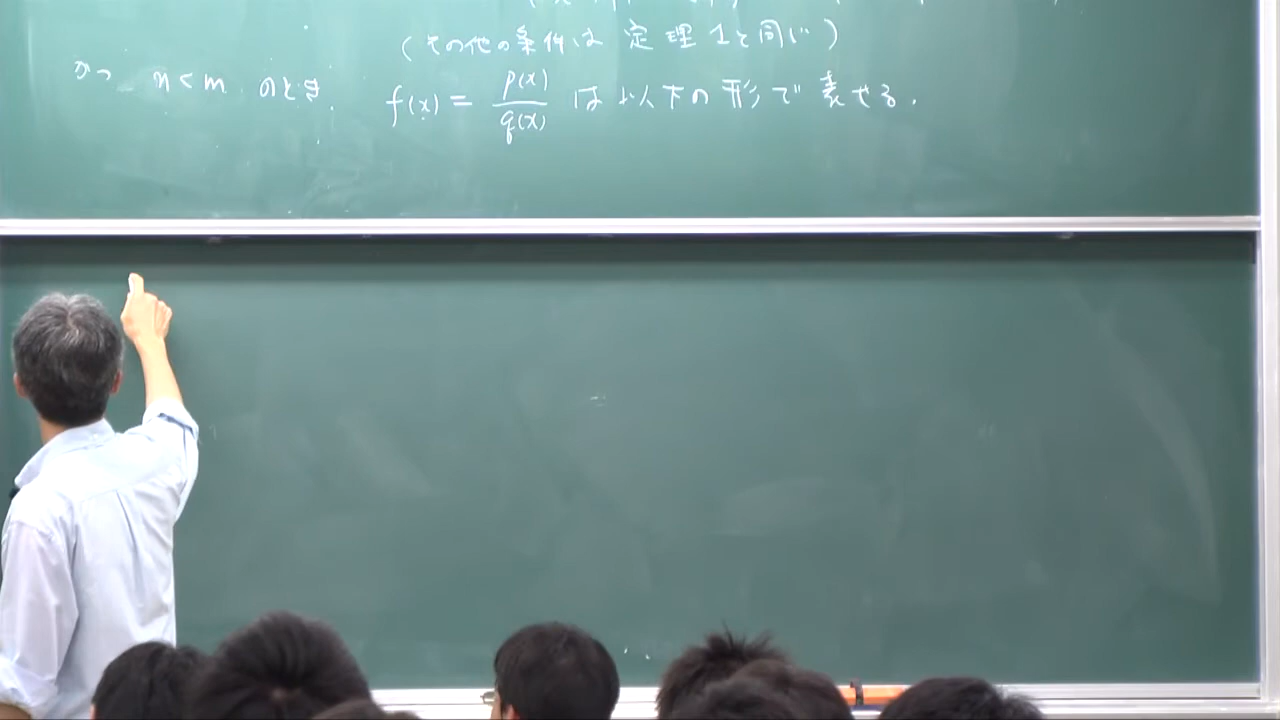 (その他の条件は 定理 1と同じ)
かつ n < m のとき. f(x) = p(x)/q(x) は 以下の形で表せる.